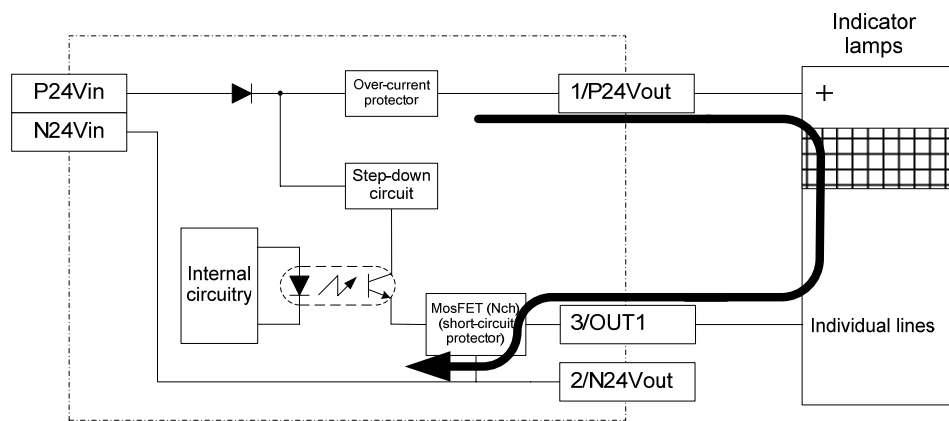 Indicator
lamps
P24Vin
N24Vin
Over-current
protector
1/P24Vout
+
Step-down
circuit
Internal
circuitry
MosFET (Nch)
(short-circuit
protector)
3/OUT1
Individual lines
2/N24Vout